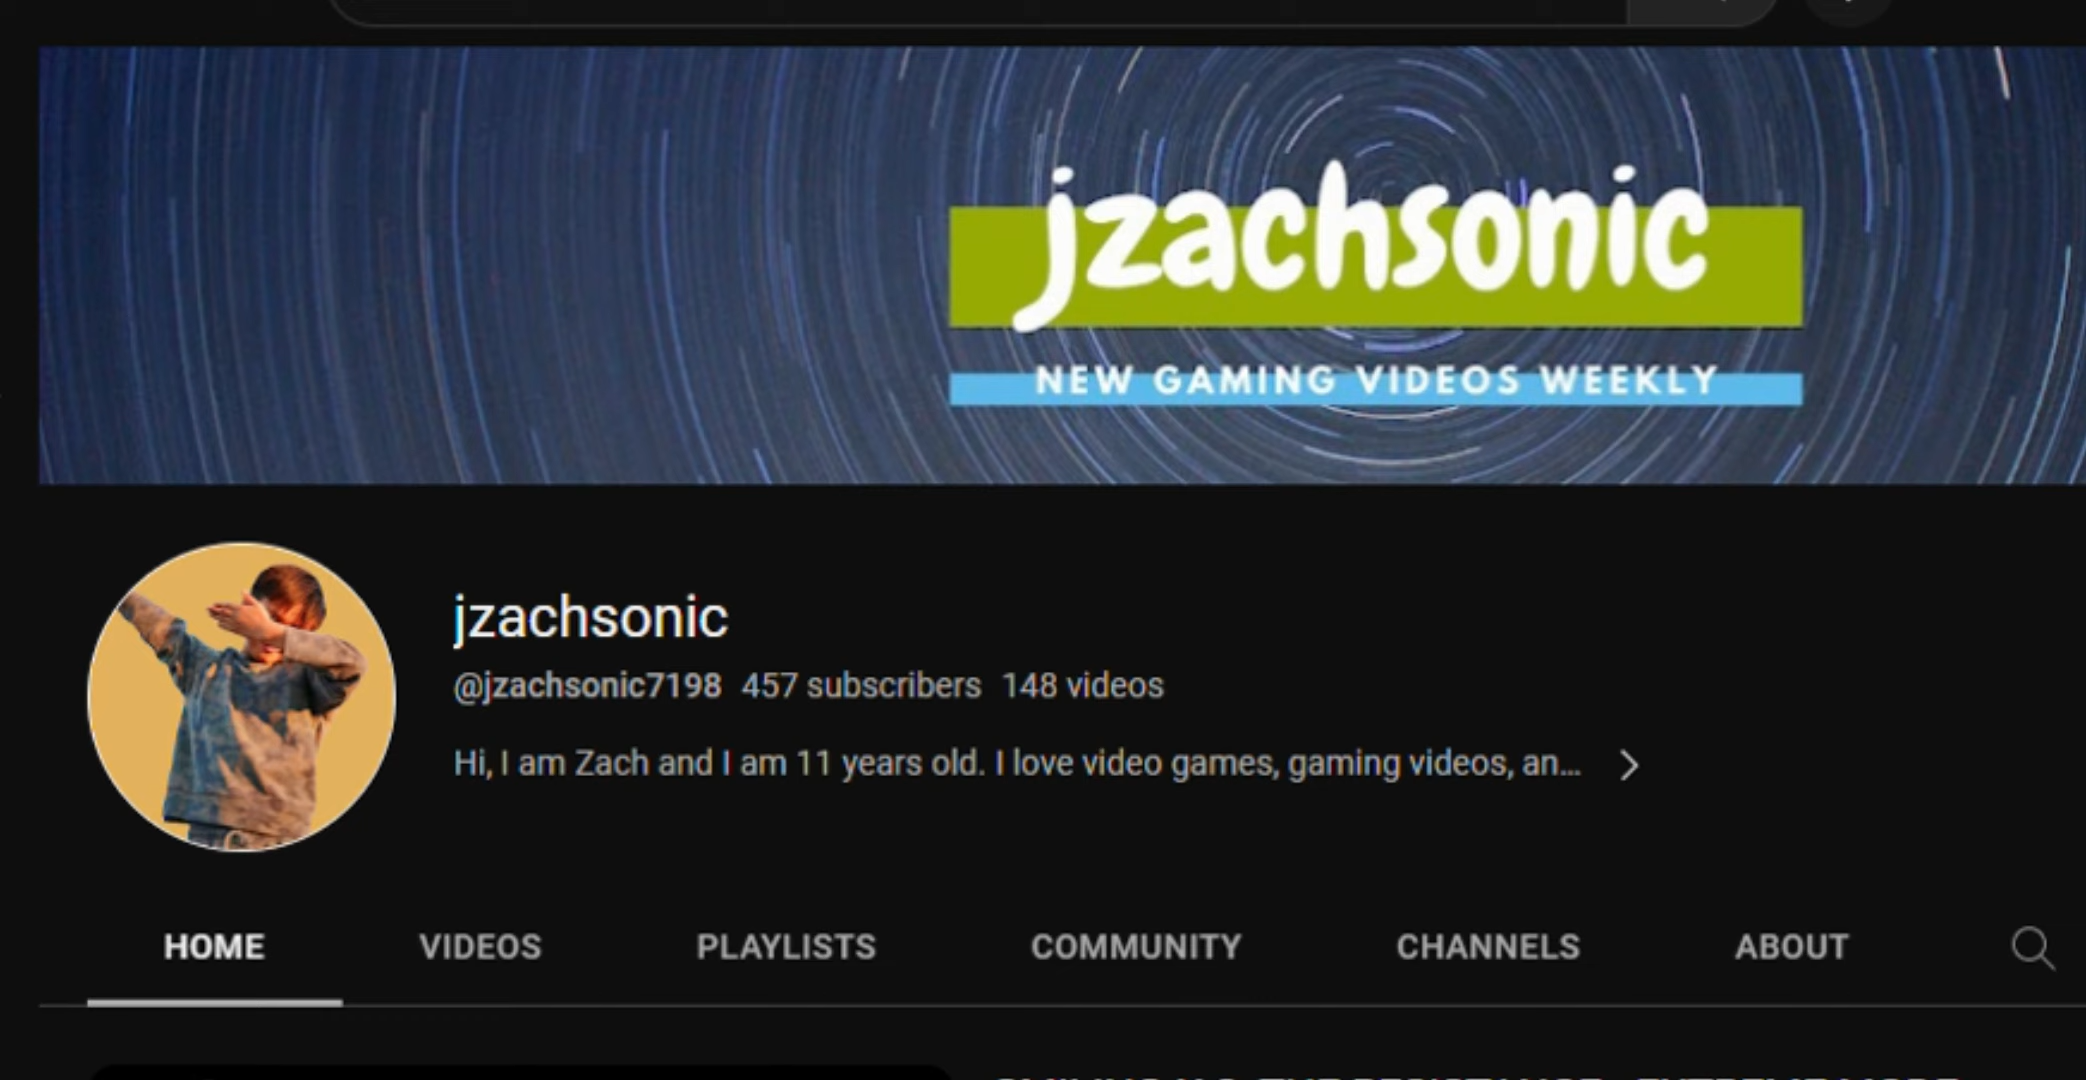 jzachsonic
NEW GAMING VIDEOS WEEKLY
jzachsonic
@jzachsonic7198 457 subscribers 148 videos
Hi, I am Zach and I am 11 years old. I love video games, gaming videos, an...
HOME VIDEOS PLAYLISTS COMMUNITY CHANNELS ABOUT